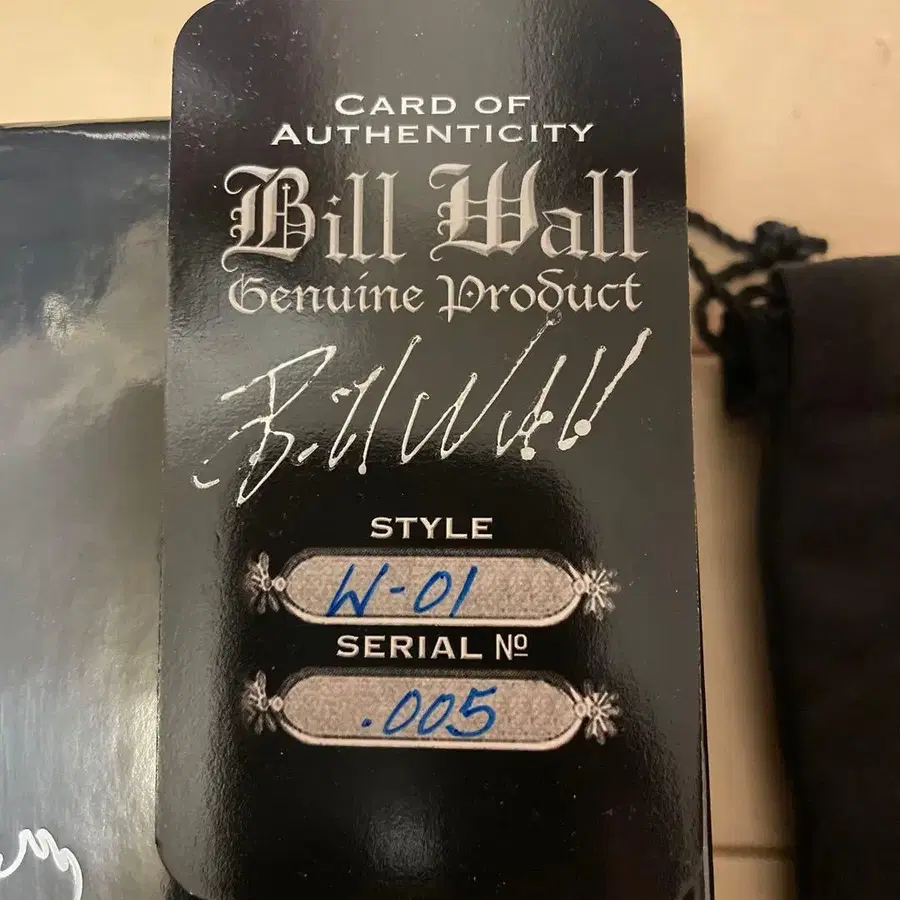 CARD OF
AUTHENTICITY
Bill Wall
Genuine Product
Bill Wall
STYLE
W-01
SERIAL Nº
.005